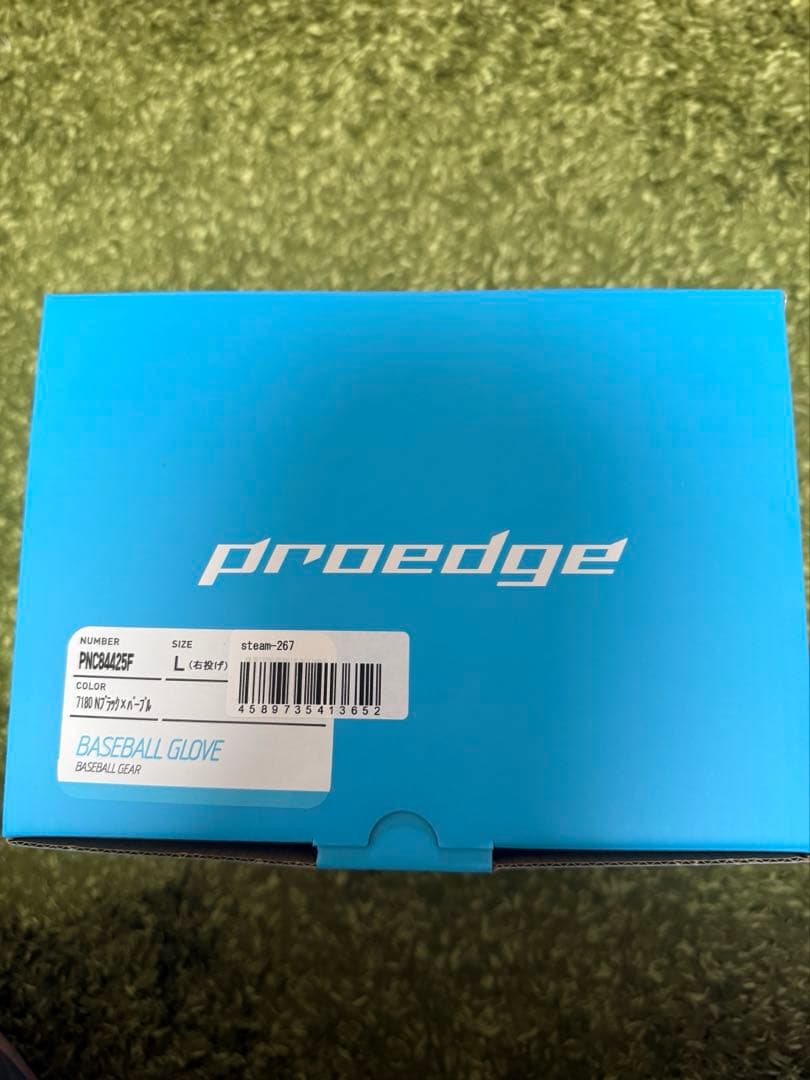 proedge
NUMBER
PNC84425F
SIZE
L (右投げ)
COLOR
7180 Nブラック×パープル
steam-267
4589735413652
BASEBALL GLOVE
BASEBALL GEAR